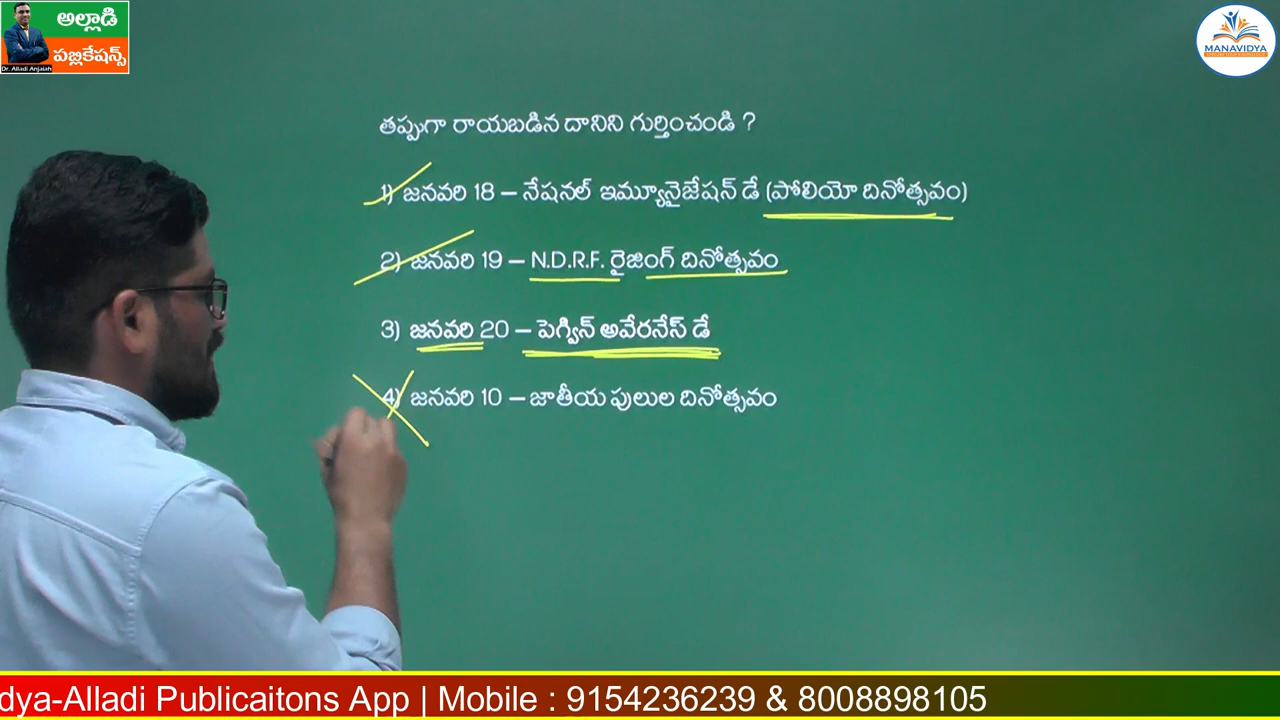 అల్లాడి
పబ్లికేషన్స్
Dr. Alladi Anjaiah
MANAVIDYA
తప్పుగా రాయబడిన దానిని గుర్తించండి ?
1) జనవరి 18 – నేషనల్ ఇమ్యూనైజేషన్ డే (పోలియో దినోత్సవం)
2) జనవరి 19 – N.D.R.F. రైజింగ్ దినోత్సవం
3) జనవరి 20 – పెగ్విన్ అవేరనేస్ డే
4) జనవరి 10 – జాతీయ పులుల దినోత్సవం
dya-Alladi Publicaitons App | Mobile : 9154236239 & 8008898105